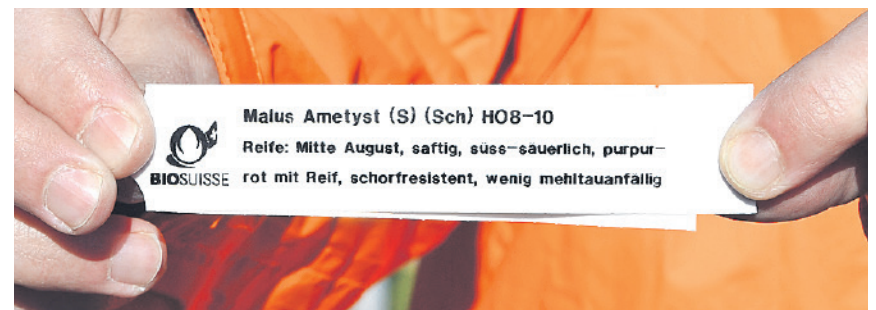 Malus Ametyst (S) (Sch) HO8-10
Reife: Mitte August, saftig, süss-säuerlich, purpur-
BIOSUISSE rot mit Reif, schorfresistent, wenig mehltauanfällig